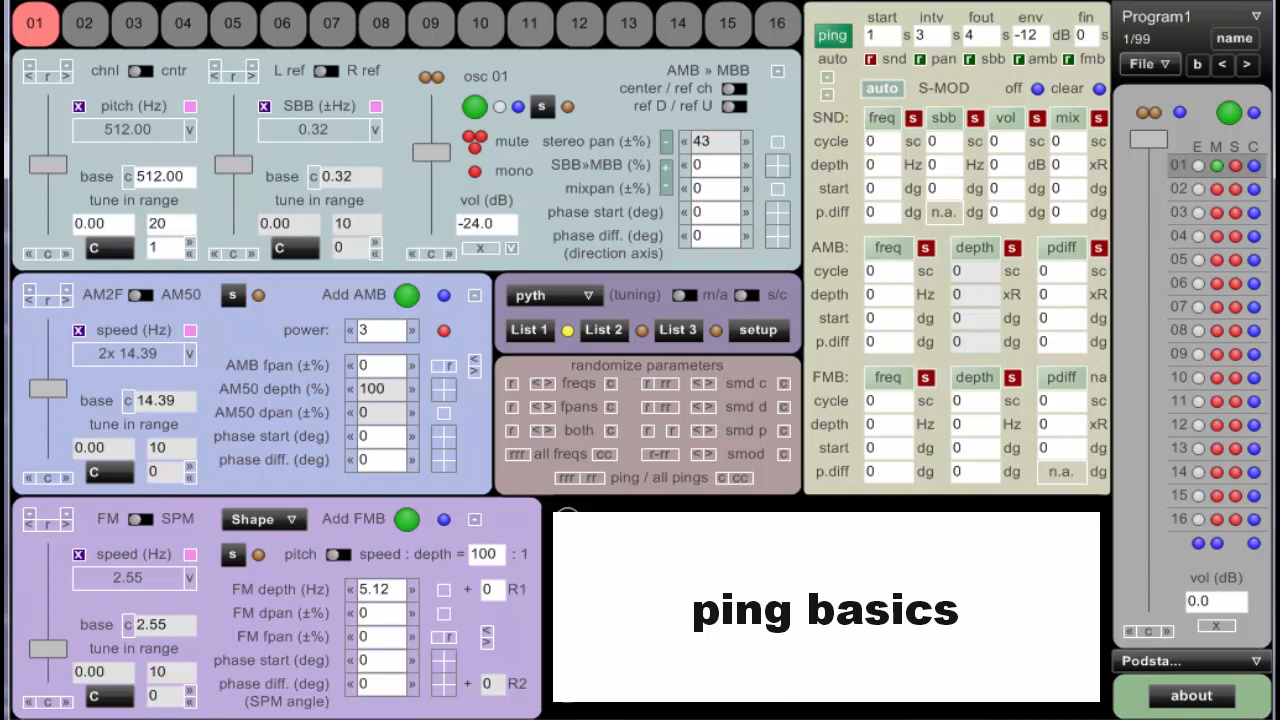 01 02 03 04 05 06 07 08 09 10 11 12 13 14 15 16
< r > chnl cntr < r > L ref R ref
x pitch (Hz) x SBB (±Hz)
512.00 v 0.32 v
base c 512.00 base c 0.32
tune in range tune in range
0.00 20 0.00 10
C 1 » C 0 »
« c » « c » « c »
osc 01
s
mute
mono
vol (dB)
-24.0
x v
AMB » MBB
center / ref ch
ref D / ref U
stereo pan (±%) - « 43 »
SBB»MBB (%) + « 0 »
mixpan (±%) - « 0 »
phase start (deg) « 0 »
phase diff. (deg) « 0 »
(direction axis)
ping
auto
start intv fout env fin
1 s 3 s 4 s -12 dB 0 s
r snd r pan r sbb r amb r fmb
auto S-MOD off clear
SND: freq s sbb s vol s mix s
cycle 0 sc 0 sc 0 sc 0 sc
depth 0 Hz 0 Hz 0 dB 0 xR
start 0 dg 0 dg 0 dg 0 dg
p.diff 0 dg n.a. dg 0 dg 0 dg
AMB: freq s depth s pdiff s
cycle 0 sc 0 sc 0 sc
depth 0 Hz 0 xR 0 xR
start 0 dg 0 dg 0 dg
p.diff 0 dg 0 dg 0 dg
FMB: freq s depth s pdiff na
cycle 0 sc 0 sc 0 sc
depth 0 Hz 0 Hz 0 xR
start 0 dg 0 dg 0 dg
p.diff 0 dg 0 dg n.a. dg
Program1
1/99 name
File b < >
E M S C
01
02
03
04
05
06
07
08
09
10
11
12
13
14
15
16
vol (dB)
0.0
« c » x
Podsta...
about
< r > AM2F AM50 s Add AMB
x speed (Hz) power: « 3 »
2x 14.39 v
AMB fpan (±%) « 0 » r < >
base c 14.39 AM50 depth (%) « 100 »
tune in range AM50 dpan (±%) « 0 »
0.00 10 phase start (deg) « 0 »
C 0 » phase diff. (deg) « 0 »
« c »
pyth (tuning) m/a s/c
List 1 List 2 List 3 setup
randomize parameters
r < > freqs c r rr < > smd c c
r < > fpans c r rr < > smd d c
r < > both c r r < > smd p c
rrr all freqs cc r-rr < > smod c
rrr rr ping / all pings c cc
< r > FM SPM Shape Add FMB
x speed (Hz) s pitch speed : depth = 100 : 1
2.55 v FM depth (Hz) « 5.12 » + 0 R1
FM dpan (±%) « 0 »
base c 2.55 FM fpan (±%) « 0 » r < >
tune in range phase start (deg) « 0 »
0.00 10 phase diff. (deg) « 0 » + 0 R2
C 0 » (SPM angle)
« c »
ping basics